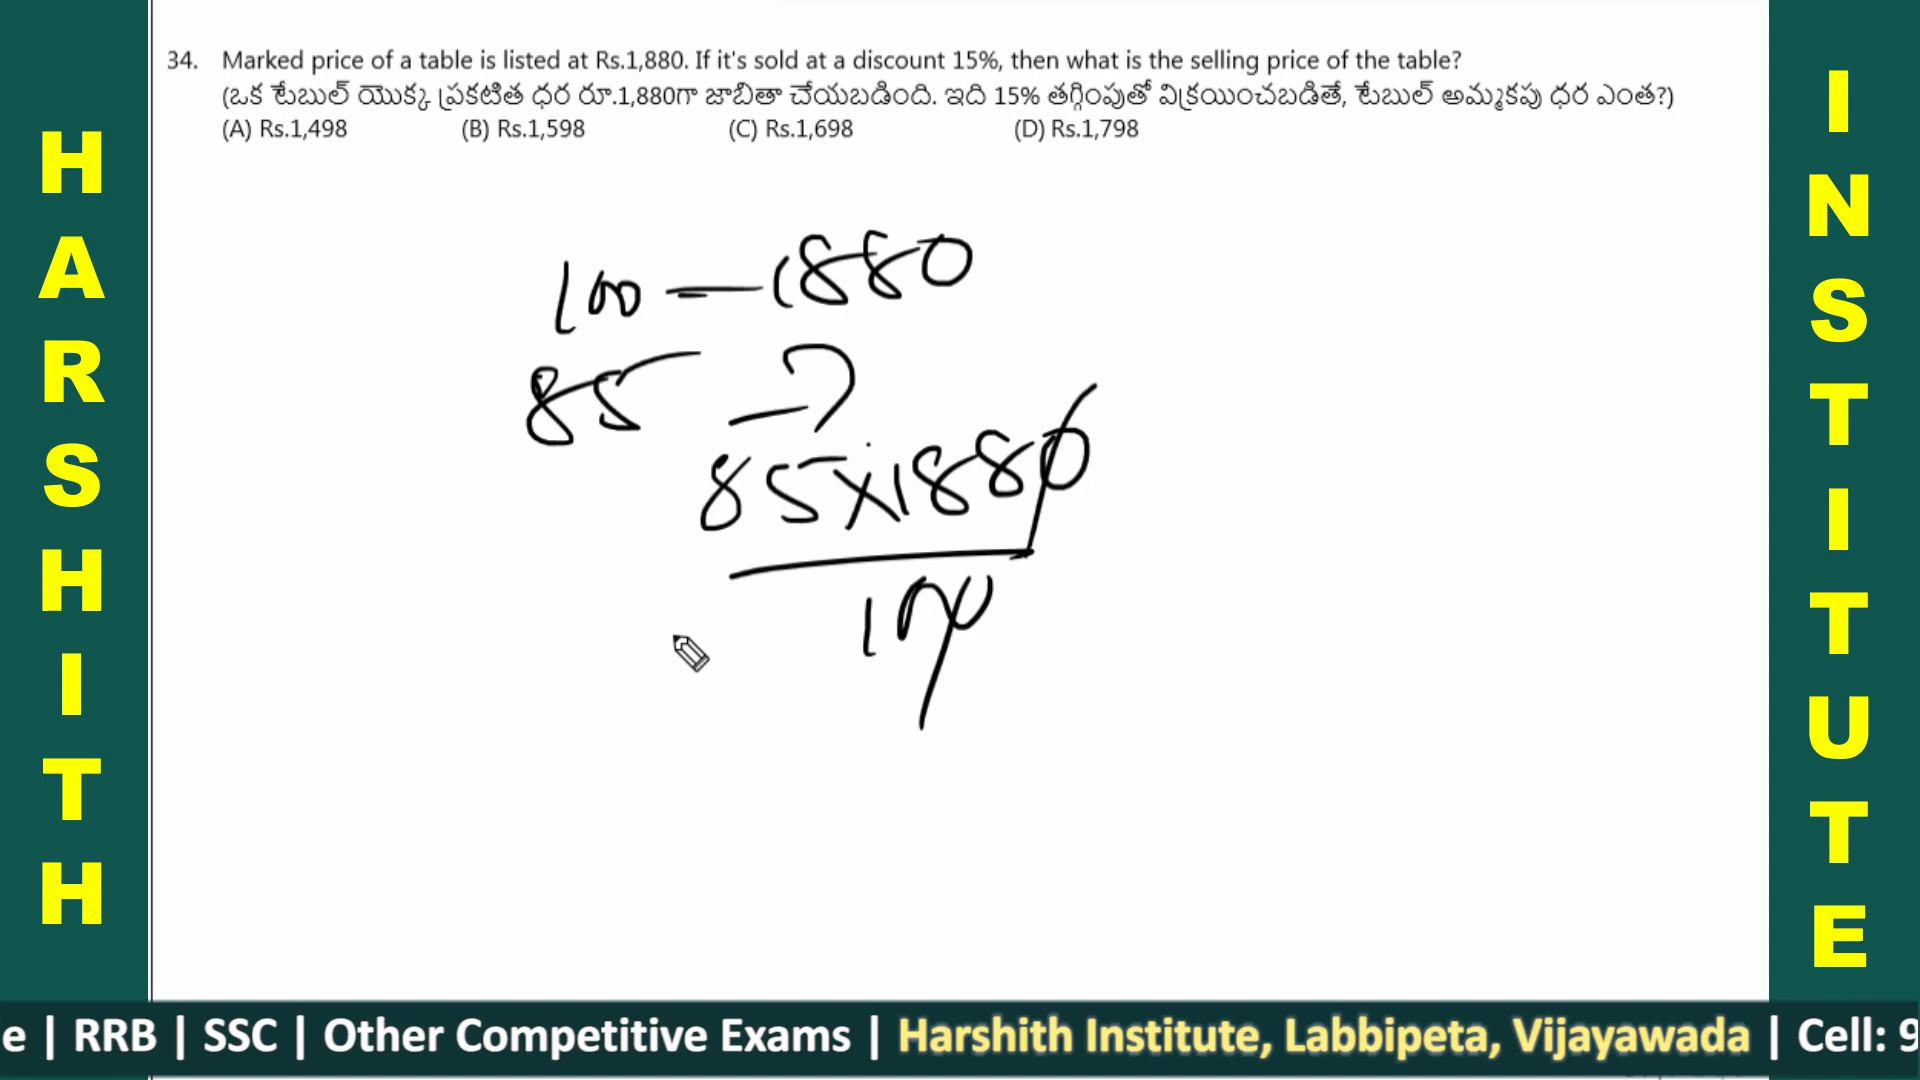 HARSHITH
34. Marked price of a table is listed at Rs.1,880. If it's sold at a discount 15%, then what is the selling price of the table?
(ఒక టేబుల్ యొక్క ప్రకటిత ధర రూ.1,880గా జాబితా చేయబడింది. ఇది 15% తగ్గింపుతో విక్రయించబడితే, టేబుల్ అమ్మకపు ధర ఎంత?)
(A) Rs.1,498 (B) Rs.1,598 (C) Rs.1,698 (D) Rs.1,798
100 — 1880
85 — ?
85×1880
100
INSTITUTE
e | RRB | SSC | Other Competitive Exams | Harshith Institute, Labbipeta, Vijayawada | Cell: 9